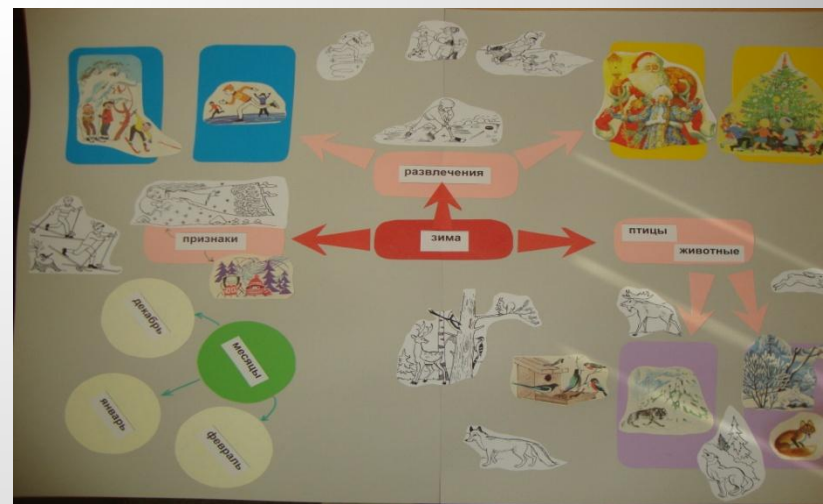 развлечения
признаки
зима
птицы
животные
декабрь
месяцы
январь
февраль